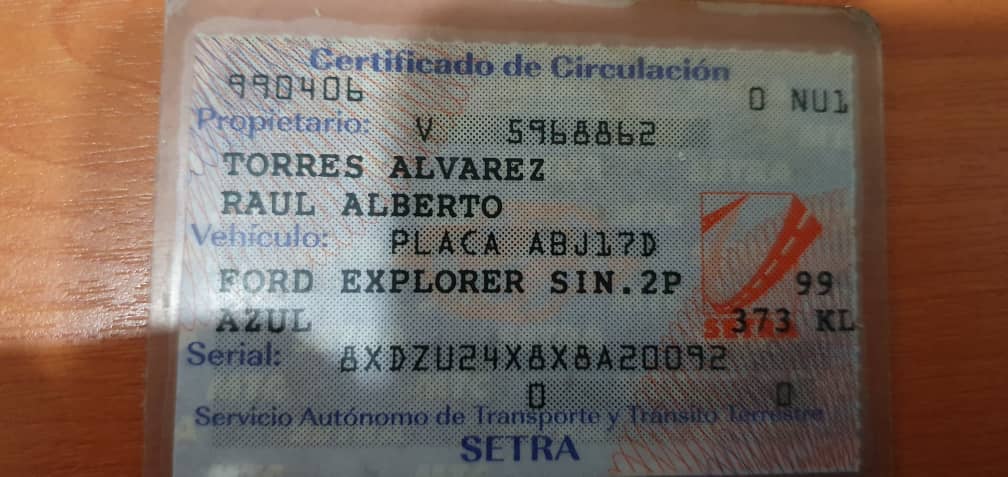 Certificado de Circulación
990406
0 NU1
Propietario: V 5968862
TORRES ALVAREZ
RAUL ALBERTO
Vehículo: PLACA ABJ17D
FORD EXPLORER SIN.2P 99
AZUL 373 KL
SETRA
Serial: 8XDZU24X8X8A20092
0 0
Servicio Autónomo de Transporte y Tránsito Terrestre
SETRA